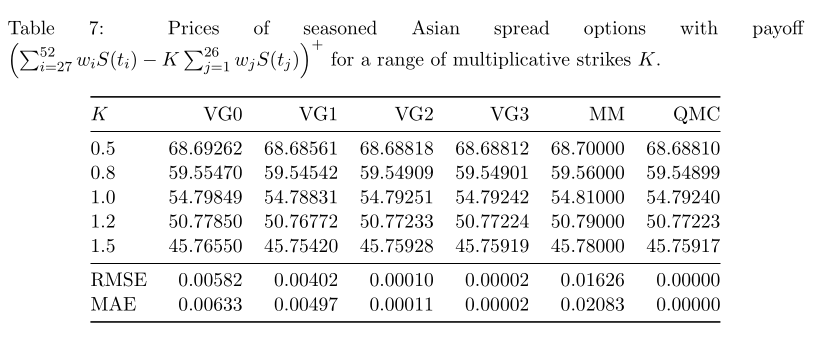 Table 7: Prices of seasoned Asian spread options with payoff
(∑_{i=27}^{52} w_i S(t_i) − K ∑_{j=1}^{26} w_j S(t_j))^+ for a range of multiplicative strikes K.
K VG0 VG1 VG2 VG3 MM QMC
0.5 68.69262 68.68561 68.68818 68.68812 68.70000 68.68810
0.8 59.55470 59.54542 59.54909 59.54901 59.56000 59.54899
1.0 54.79849 54.78831 54.79251 54.79242 54.81000 54.79240
1.2 50.77850 50.76772 50.77233 50.77224 50.79000 50.77223
1.5 45.76550 45.75420 45.75928 45.75919 45.78000 45.75917
RMSE 0.00582 0.00402 0.00010 0.00002 0.01626 0.00000
MAE 0.00633 0.00497 0.00011 0.00002 0.02083 0.00000